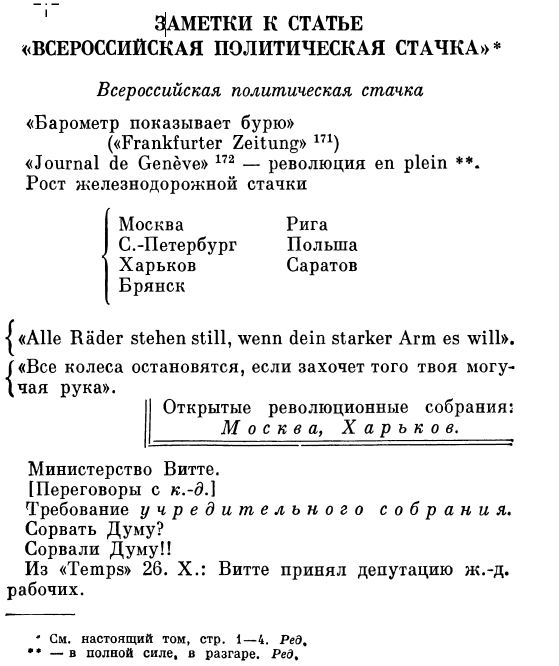 ЗАМЕТКИ К СТАТЬЕ
«ВСЕРОССИЙСКАЯ ПОЛИТИЧЕСКАЯ СТАЧКА»*
Всероссийская политическая стачка
«Барометр показывает бурю»
(«Frankfurter Zeitung» 171)
«Journal de Genève» 172 — революция en plein **.
Рост железнодорожной стачки
Москва Рига
С.-Петербург Польша
Харьков Саратов
Брянск
«Alle Räder stehen still, wenn dein starker Arm es will».
«Все колеса остановятся, если захочет того твоя могу-
чая рука».
Открытые революционные собрания:
Москва, Харьков.
Министерство Витте.
[Переговоры с к.-д.]
Требование учредительного собрания.
Сорвать Думу?
Сорвали Думу!!
Из «Temps» 26. X.: Витте принял депутацию ж.-д.
рабочих.
* См. настоящий том, стр. 1—4. Ред.
** — в полной силе, в разгаре. Ред.